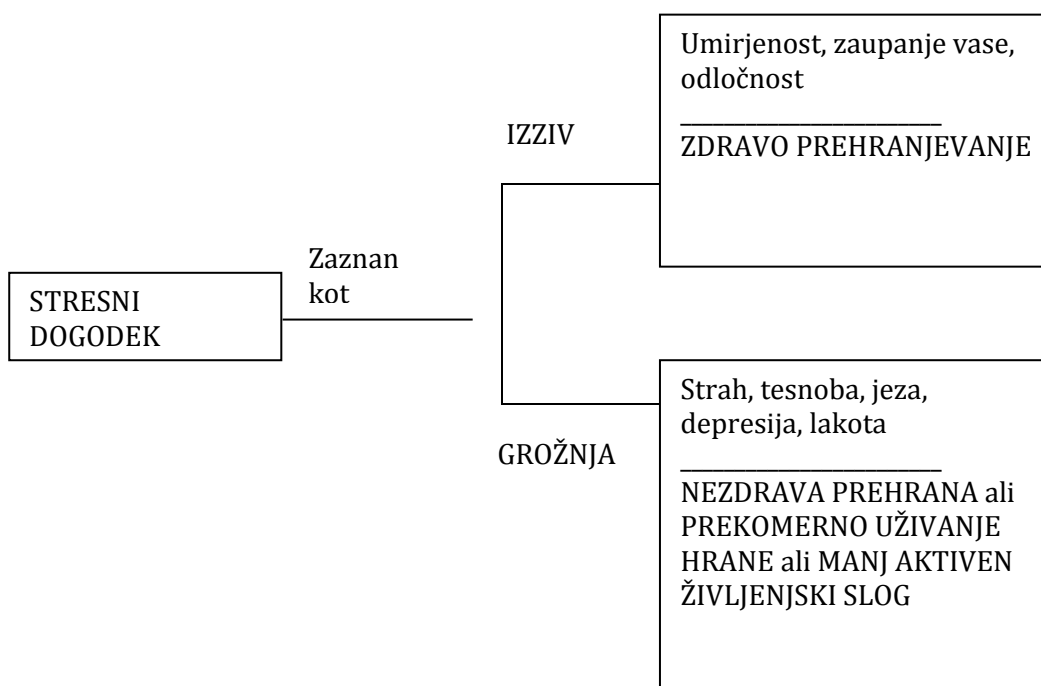 Umirjenost, zaupanje vase,
odločnost
ZDRAVO PREHRANJEVANJE
IZZIV
Zaznan
kot
STRESNI
DOGODEK
Strah, tesnoba, jeza,
depresija, lakota
GROŽNJA
NEZDRAVA PREHRANA ali
PREKOMERNO UŽIVANJE
HRANE ali MANJ AKTIVEN
ŽIVLJENJSKI SLOG